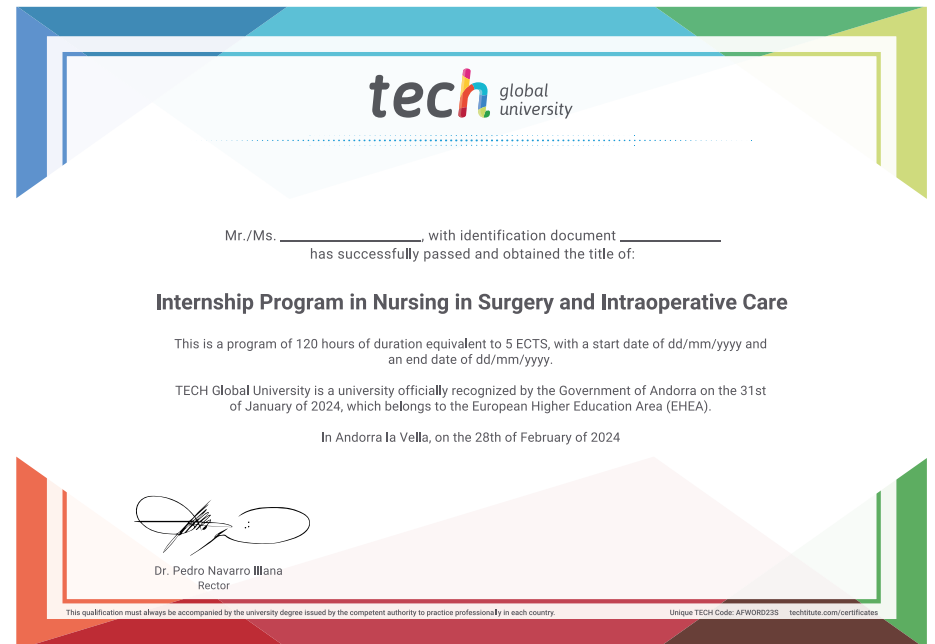 tech global university
Mr./Ms. ____________, with identification document ____________
has successfully passed and obtained the title of:
Internship Program in Nursing in Surgery and Intraoperative Care
This is a program of 120 hours of duration equivalent to 5 ECTS, with a start date of dd/mm/yyyy and
an end date of dd/mm/yyyy.
TECH Global University is a university officially recognized by the Government of Andorra on the 31st
of January of 2024, which belongs to the European Higher Education Area (EHEA).
In Andorra la Vella, on the 28th of February of 2024
Dr. Pedro Navarro Illana
Rector
This qualification must always be accompanied by the university degree issued by the competent authority to practice professionally in each country.
Unique TECH Code: AFWORD23S techtitute.com/certificates